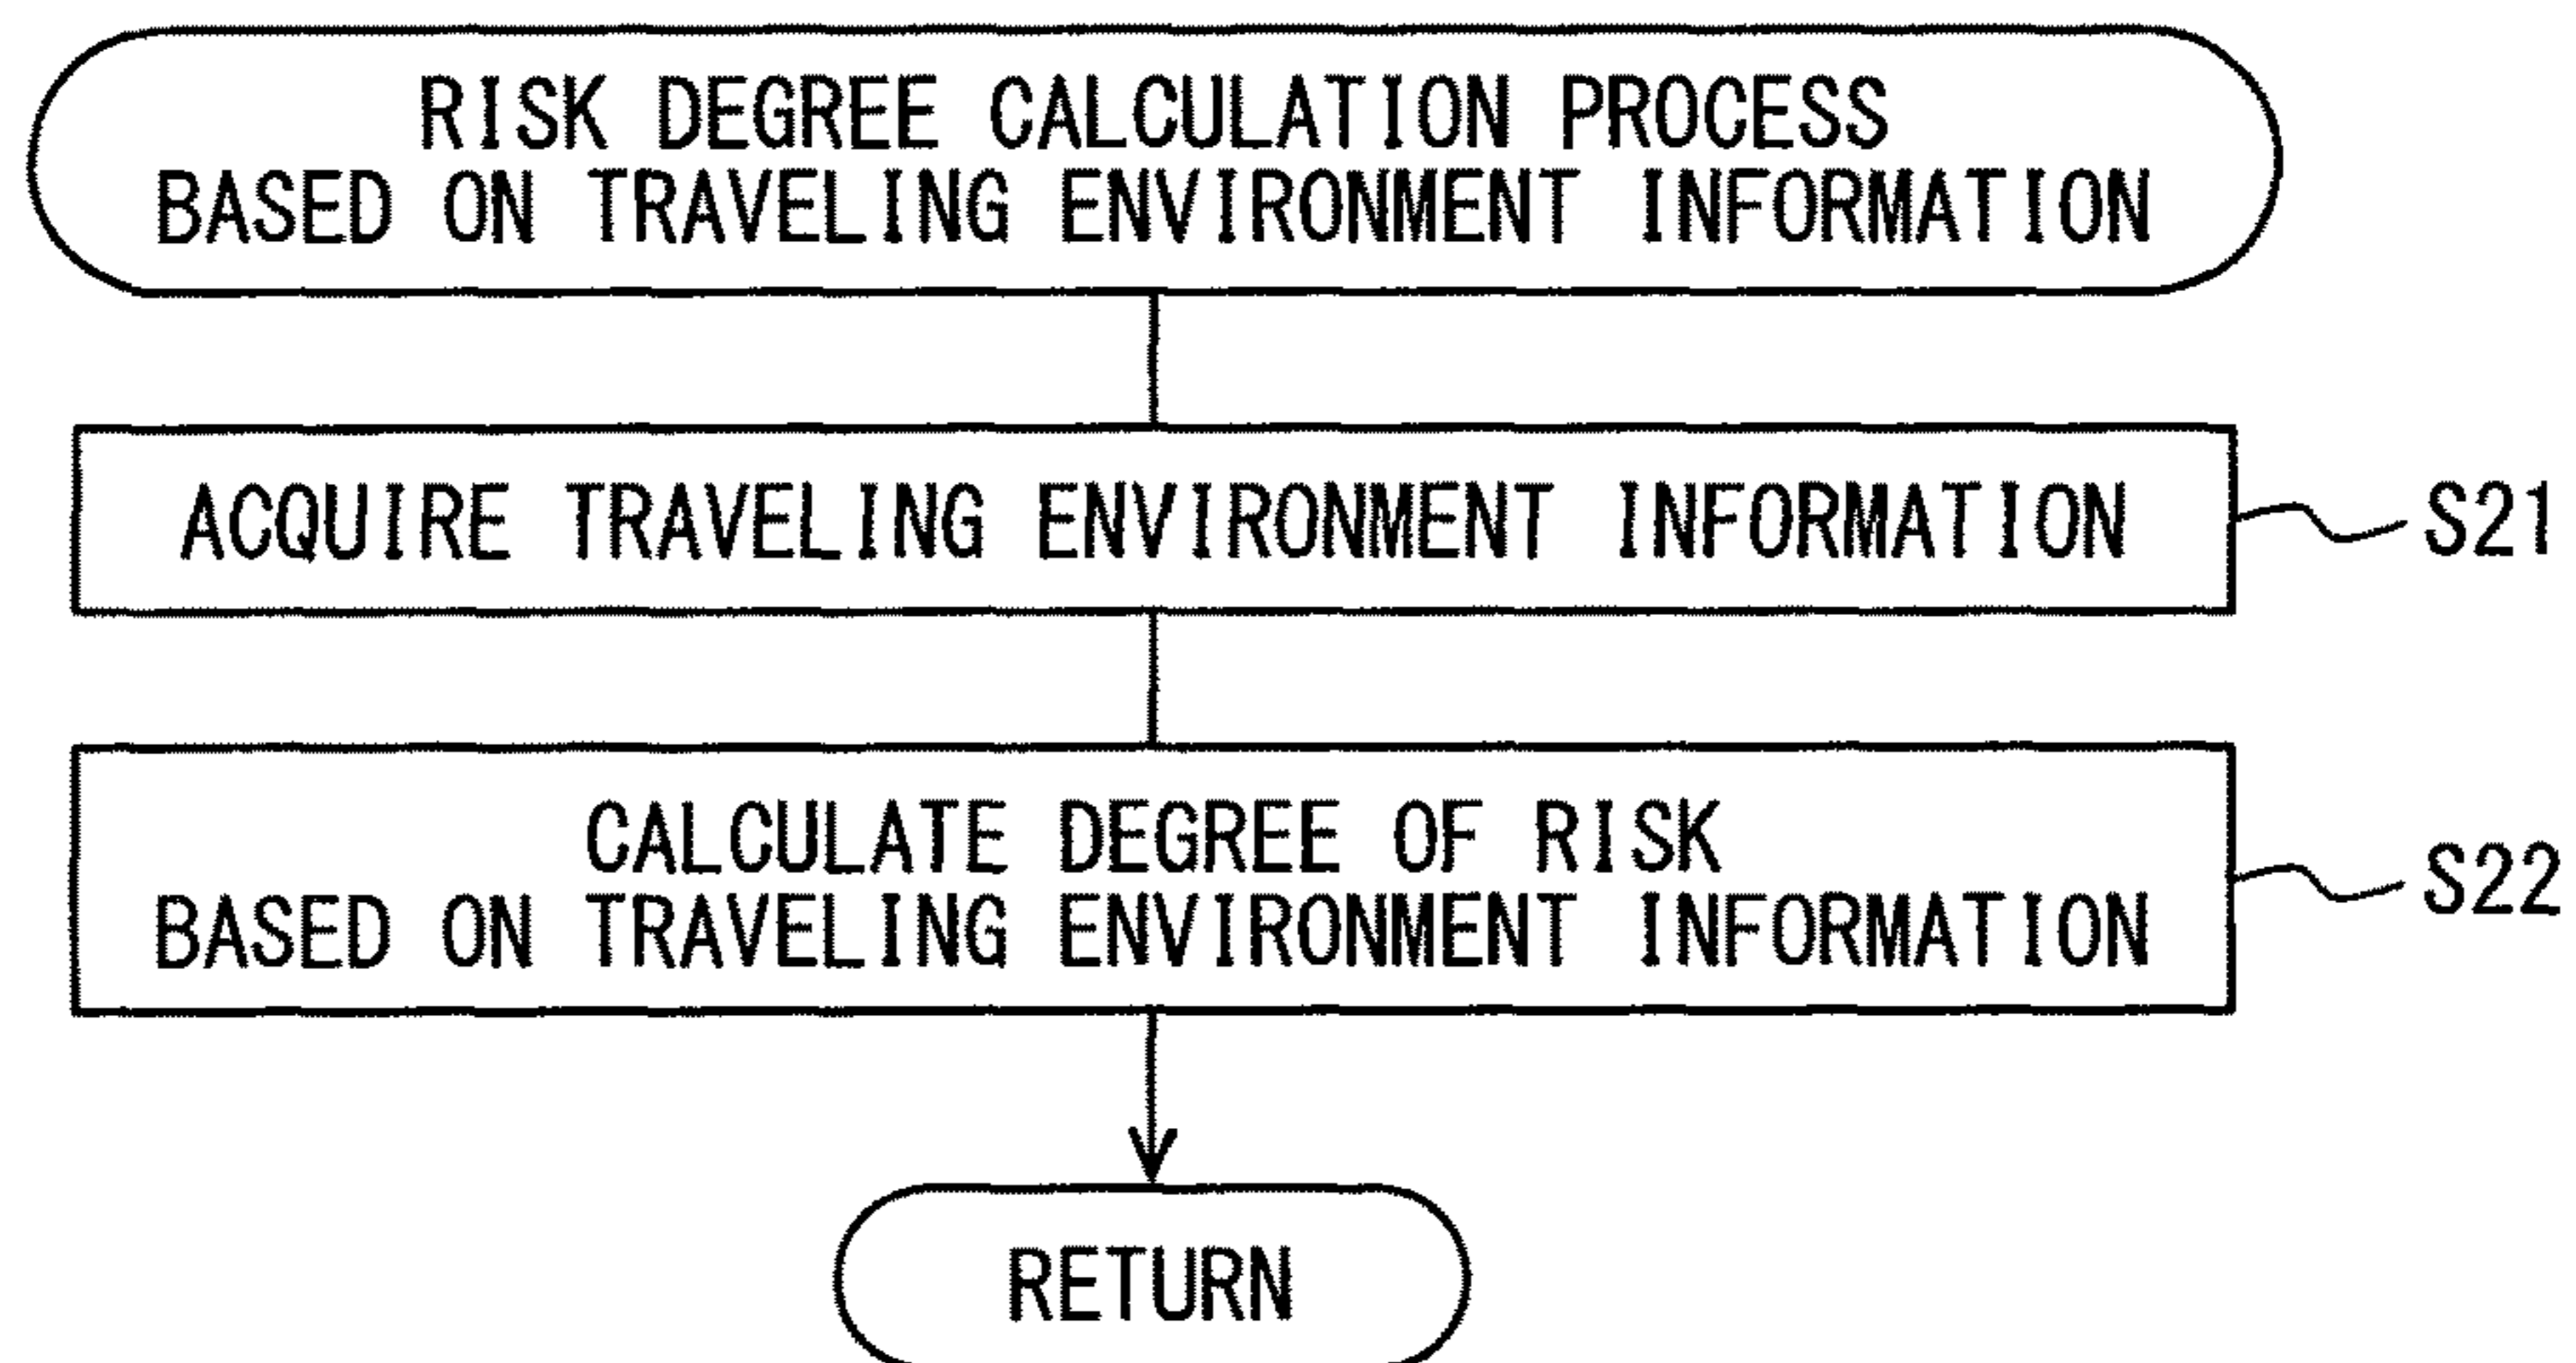 RISK DEGREE CALCULATION PROCESS
BASED ON TRAVELING ENVIRONMENT INFORMATION
ACQUIRE TRAVELING ENVIRONMENT INFORMATION
S21
CALCULATE DEGREE OF RISK
BASED ON TRAVELING ENVIRONMENT INFORMATION
S22
RETURN